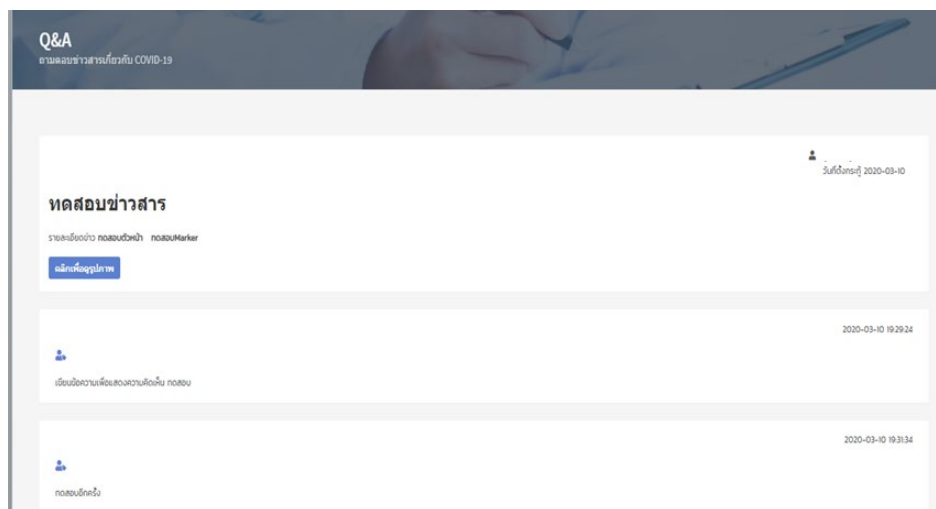 Q&A
ถามตอบข่าวสารเกี่ยวกับ COVID-19
วันที่ตั้งกระทู้ 2020-03-10
ทดสอบข่าวสาร
รายละเอียดข่าว ทดสอบตัวหน้า ทดสอบMarker
คลิกเพื่อดูรูปภาพ
2020-03-10 19:29:24
เขียนข้อความเพื่อแสดงความคิดเห็น ทดสอบ
2020-03-10 19:31:34
ทดสอบอีกครั้ง